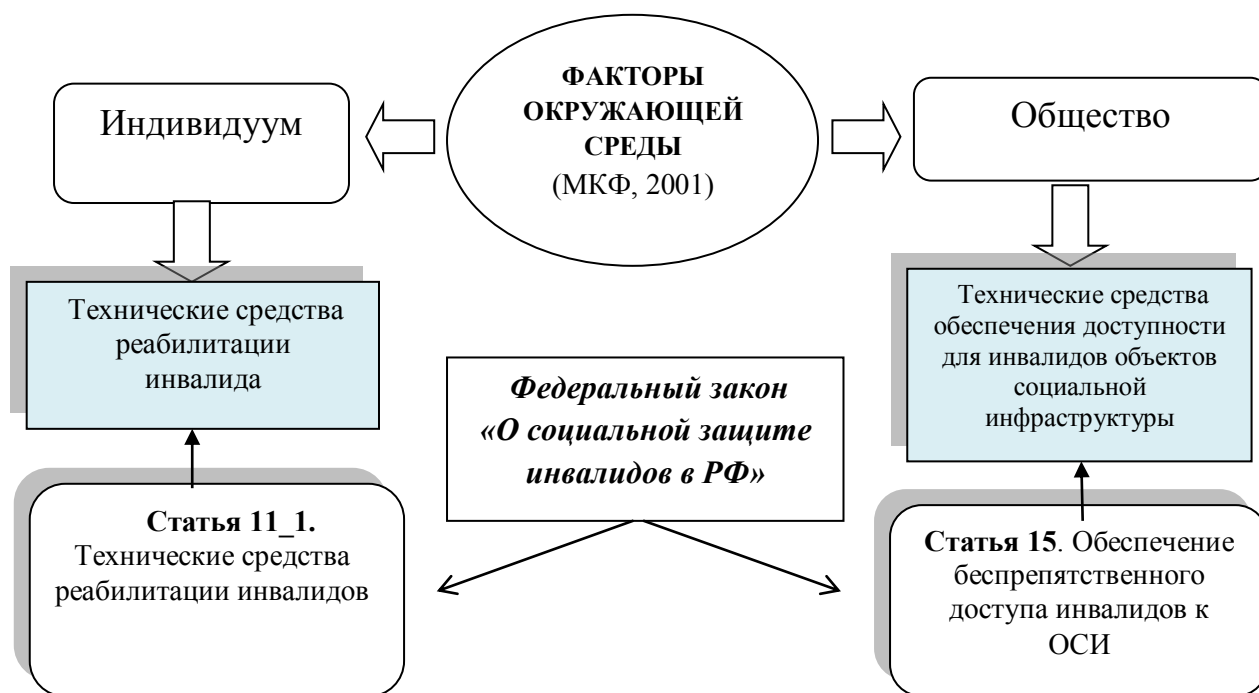 ФАКТОРЫ
ОКРУЖАЮЩЕЙ
СРЕДЫ
(МКФ, 2001)
Индивидуум
Общество
Технические средства
реабилитации
инвалида
Технические средства
обеспечения доступности
для инвалидов объектов
социальной
инфраструктуры
Федеральный закон
«О социальной защите
инвалидов в РФ»
Статья 11_1.
Технические средства
реабилитации инвалидов
Статья 15. Обеспечение
беспрепятственного
доступа инвалидов к
ОСИ